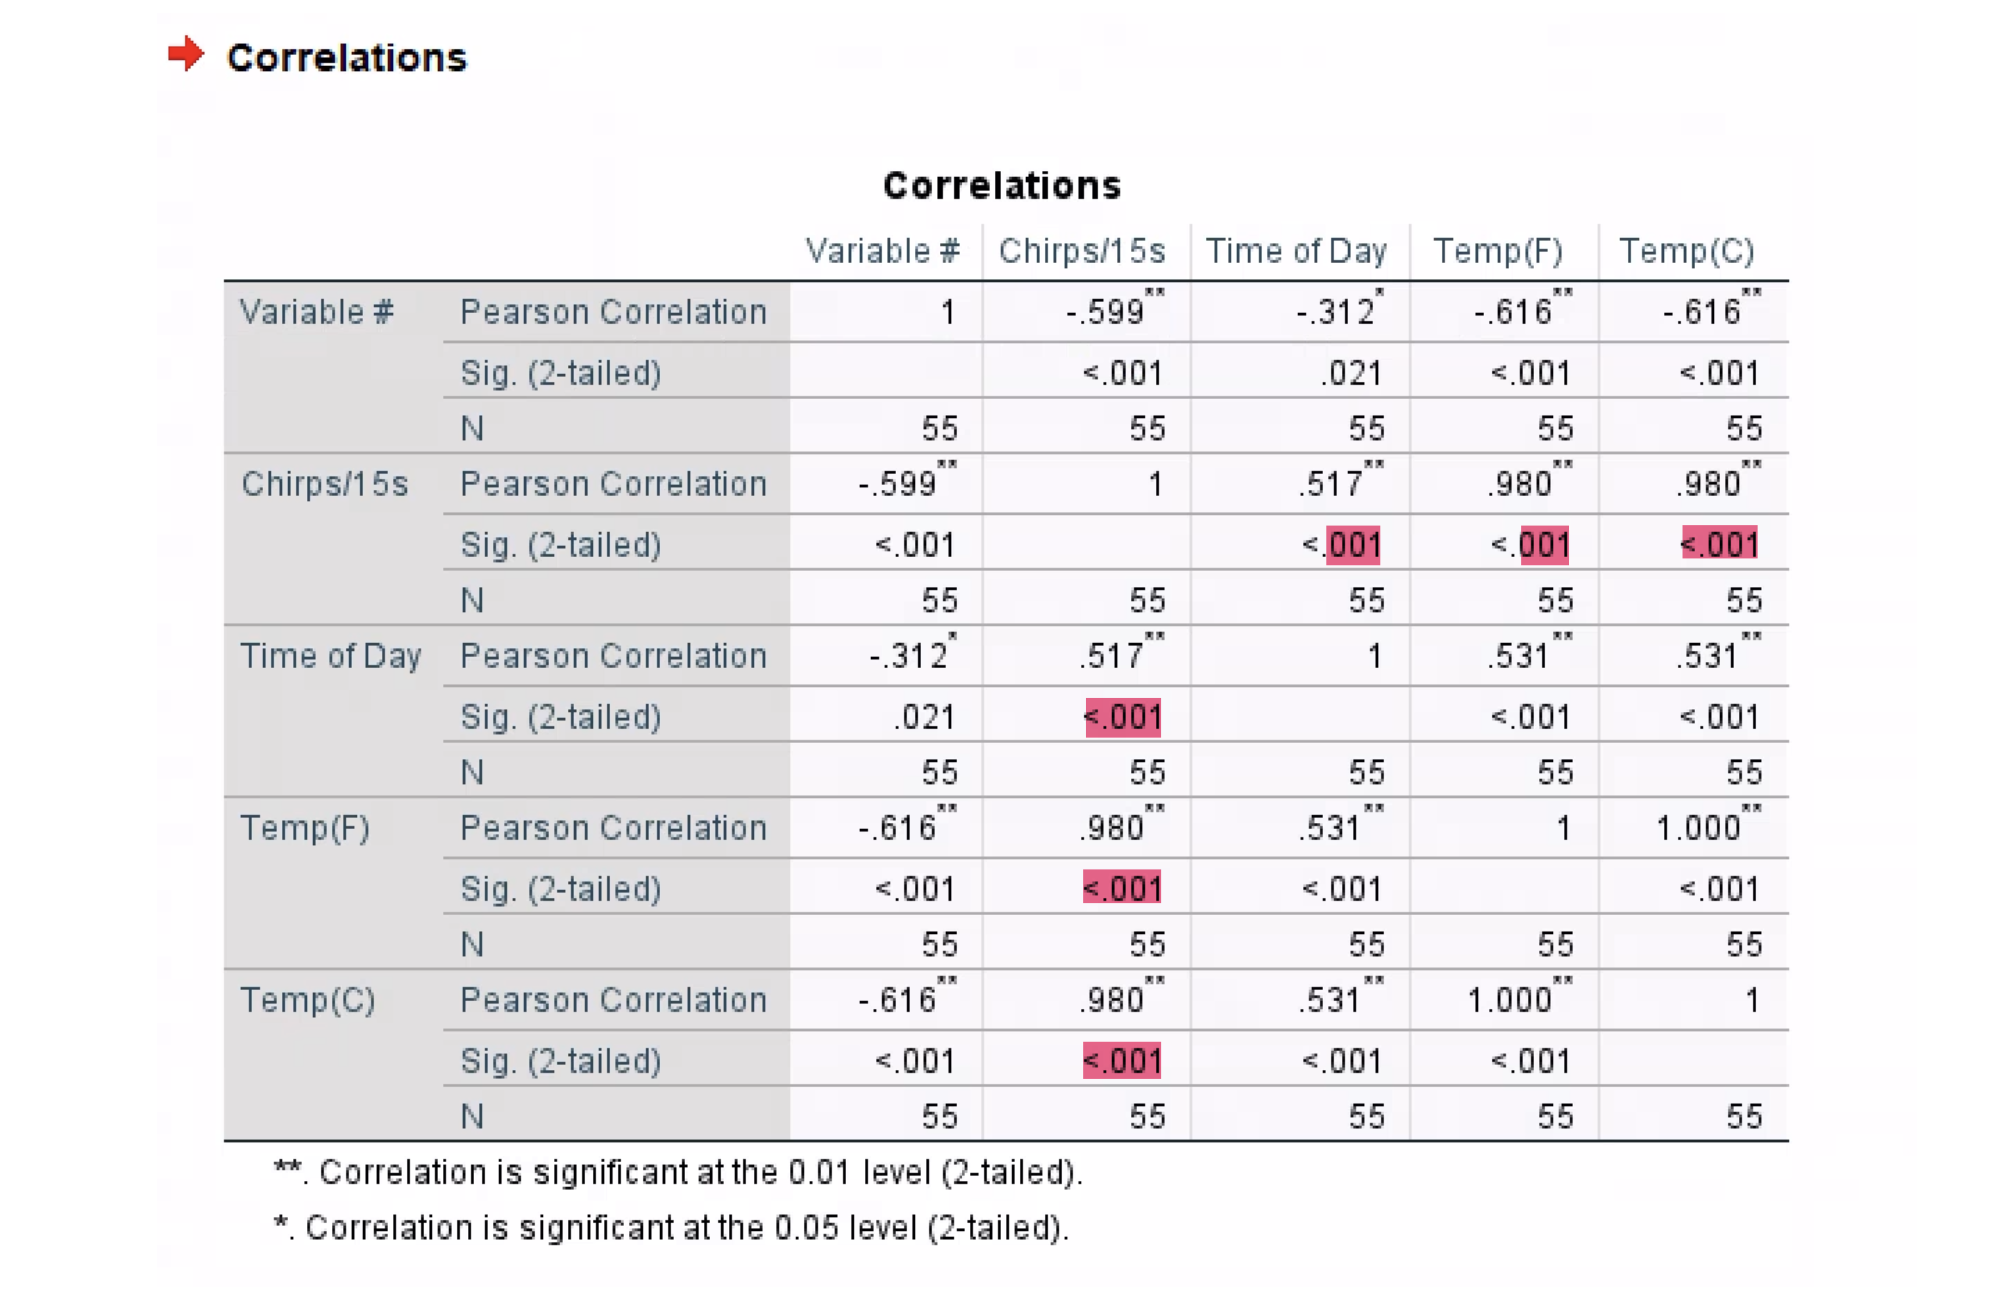 Correlations
Correlations
Variable # Chirps/15s Time of Day Temp(F) Temp(C)
Variable # Pearson Correlation 1 -.599** -.312* -.616** -.616**
Sig. (2-tailed) <.001 .021 <.001 <.001
N 55 55 55 55 55
Chirps/15s Pearson Correlation -.599** 1 .517** .980** .980**
Sig. (2-tailed) <.001 <.001 <.001 <.001
N 55 55 55 55 55
Time of Day Pearson Correlation -.312* .517** 1 .531** .531**
Sig. (2-tailed) .021 <.001 <.001 <.001
N 55 55 55 55 55
Temp(F) Pearson Correlation -.616** .980** .531** 1 1.000**
Sig. (2-tailed) <.001 <.001 <.001 <.001
N 55 55 55 55 55
Temp(C) Pearson Correlation -.616** .980** .531** 1.000** 1
Sig. (2-tailed) <.001 <.001 <.001 <.001
N 55 55 55 55 55
**. Correlation is significant at the 0.01 level (2-tailed).
*. Correlation is significant at the 0.05 level (2-tailed).